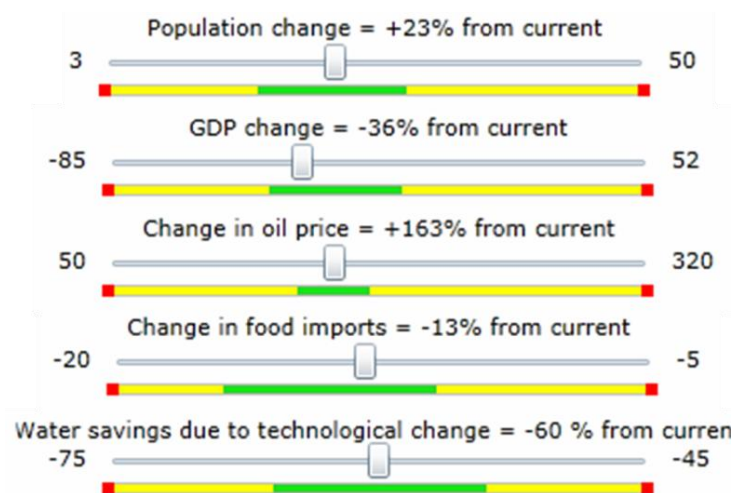 Population change = +23% from current
3 50
GDP change = -36% from current
-85 52
Change in oil price = +163% from current
50 320
Change in food imports = -13% from current
-20 -5
Water savings due to technological change = -60 % from curren
-75 -45